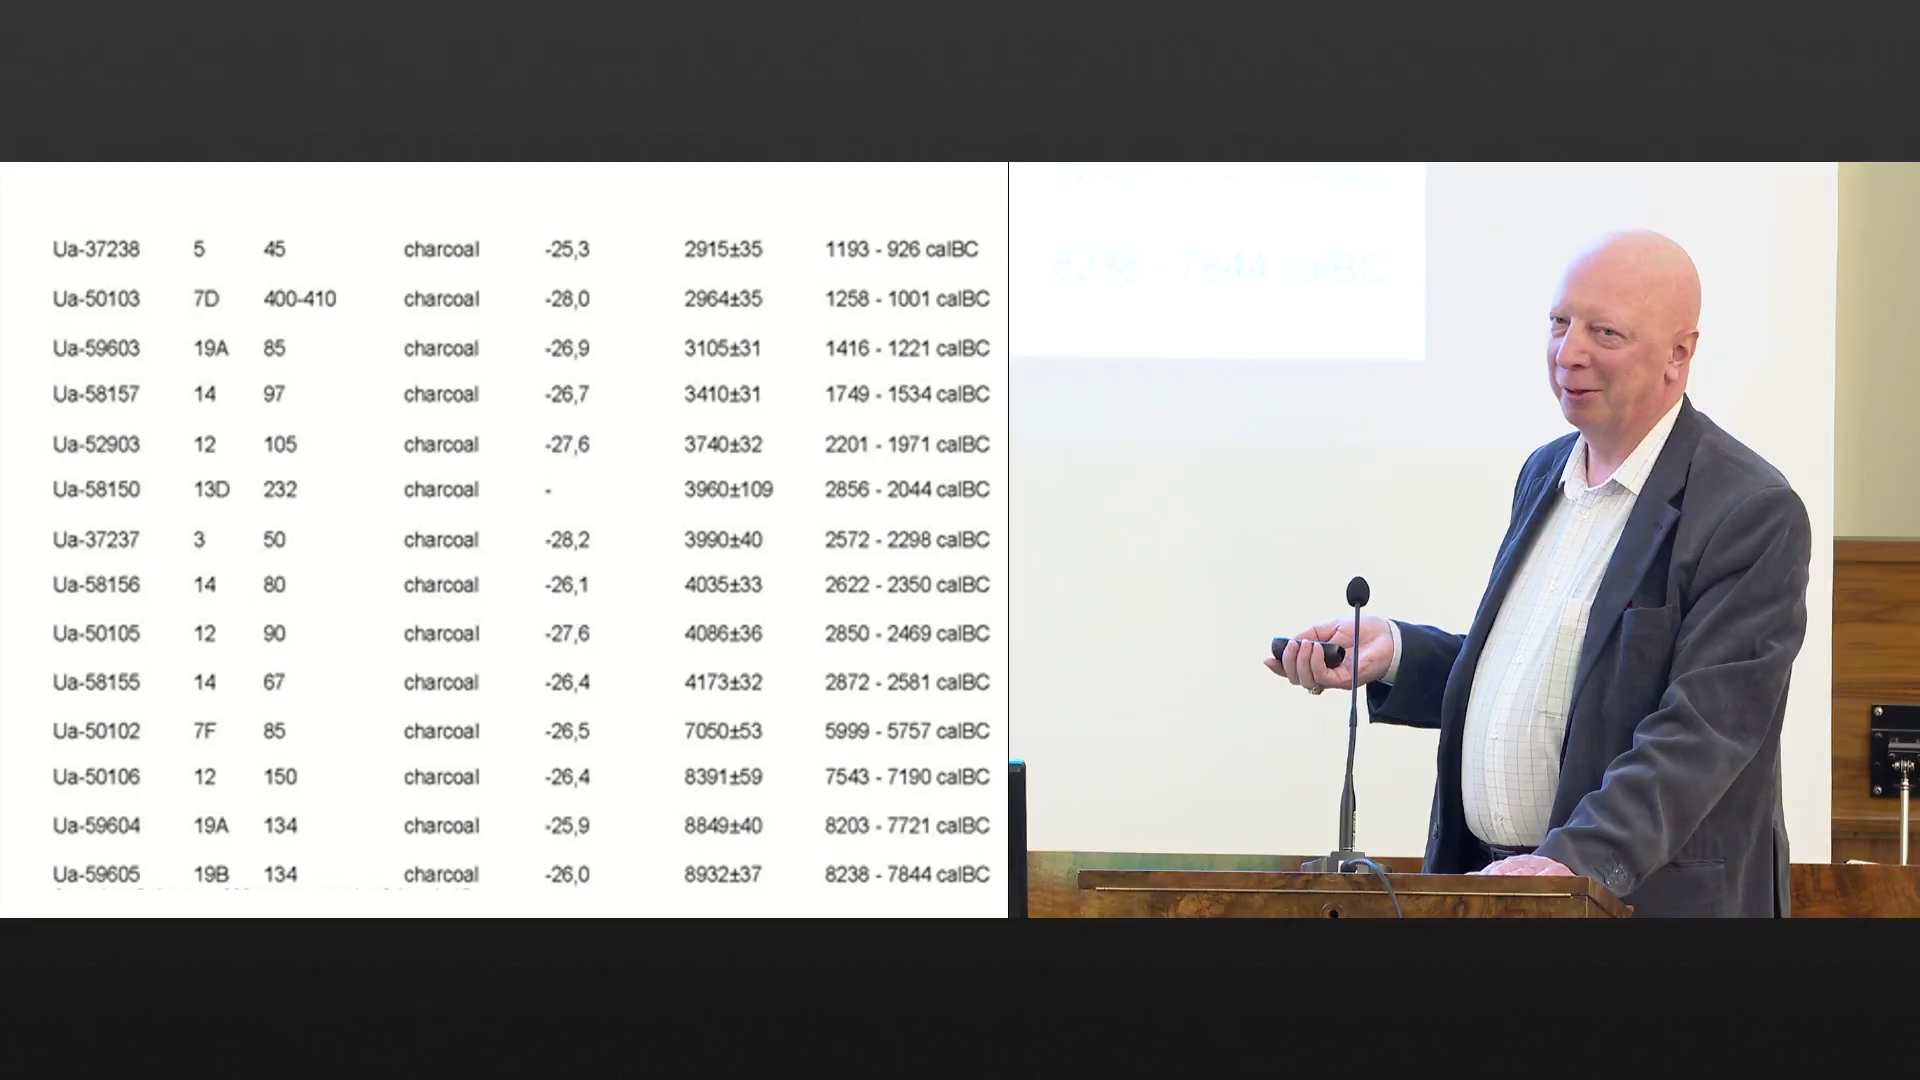 Ua-37238 5 45 charcoal -25,3 2915±35 1193 - 926 calBC
Ua-50103 7D 400-410 charcoal -28,0 2964±35 1258 - 1001 calBC
Ua-59603 19A 85 charcoal -26,9 3105±31 1416 - 1221 calBC
Ua-58157 14 97 charcoal -26,7 3410±31 1749 - 1534 calBC
Ua-52903 12 105 charcoal -27,6 3740±32 2201 - 1971 calBC
Ua-58150 13D 232 charcoal - 3960±109 2856 - 2044 calBC
Ua-37237 3 50 charcoal -28,2 3990±40 2572 - 2298 calBC
Ua-58156 14 80 charcoal -26,1 4035±33 2622 - 2350 calBC
Ua-50105 12 90 charcoal -27,6 4086±36 2850 - 2469 calBC
Ua-58155 14 67 charcoal -26,4 4173±32 2872 - 2581 calBC
Ua-50102 7F 85 charcoal -26,5 7050±53 5999 - 5757 calBC
Ua-50106 12 150 charcoal -26,4 8391±59 7543 - 7190 calBC
Ua-59604 19A 134 charcoal -25,9 8849±40 8203 - 7721 calBC
Ua-59605 19B 134 charcoal -26,0 8932±37 8238 - 7844 calBC
8238 - 7844 calBC